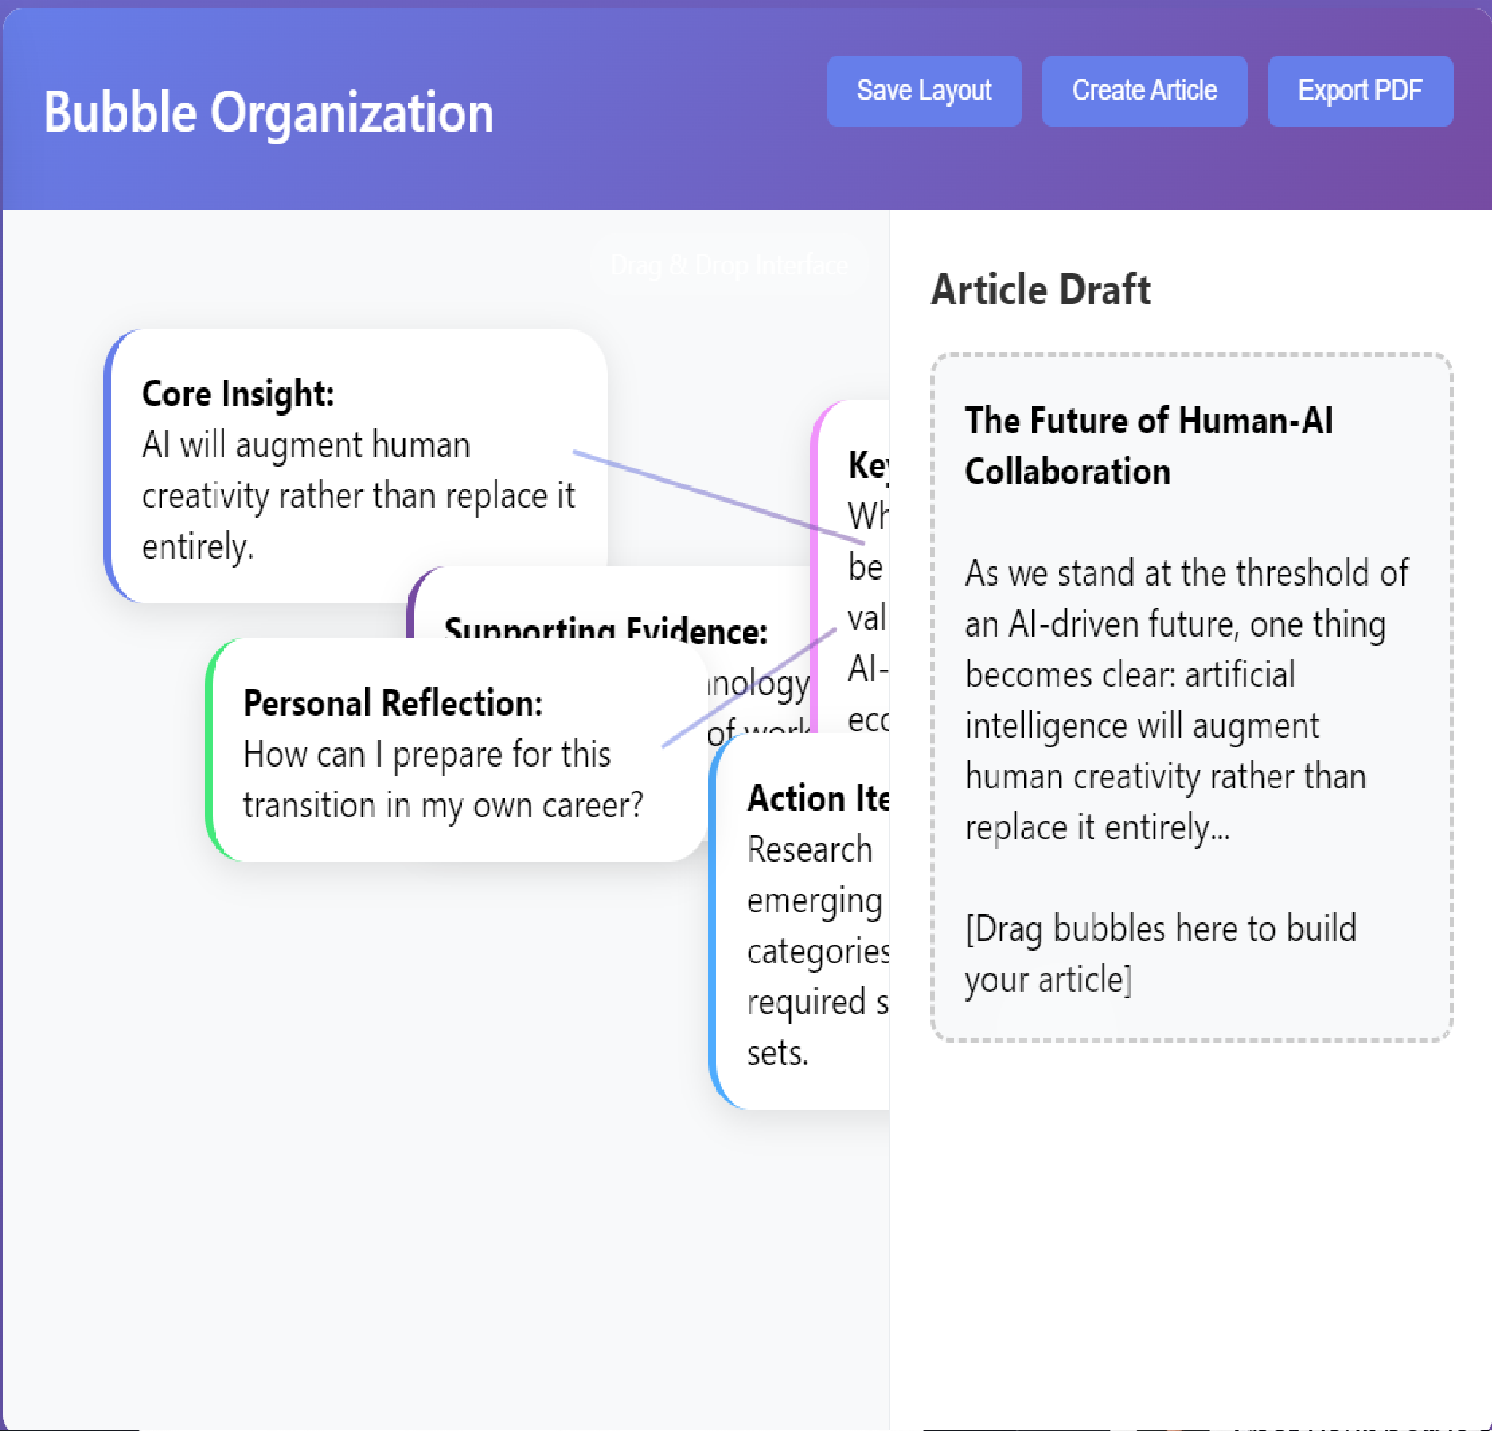 Bubble Organization
Save Layout
Create Article
Export PDF
Drag & Drop Interface
Core Insight:
AI will augment human
creativity rather than replace it
entirely.
Supporting Evidence:
of work
Personal Reflection:
How can I prepare for this
transition in my own career?
Wh
be
val
AI-
Action Ite
Research
emerging
categories
required s
sets.
Article Draft
The Future of Human-AI
Collaboration
As we stand at the threshold of
an AI-driven future, one thing
becomes clear: artificial
intelligence will augment
human creativity rather than
replace it entirely...
[Drag bubbles here to build
your article]